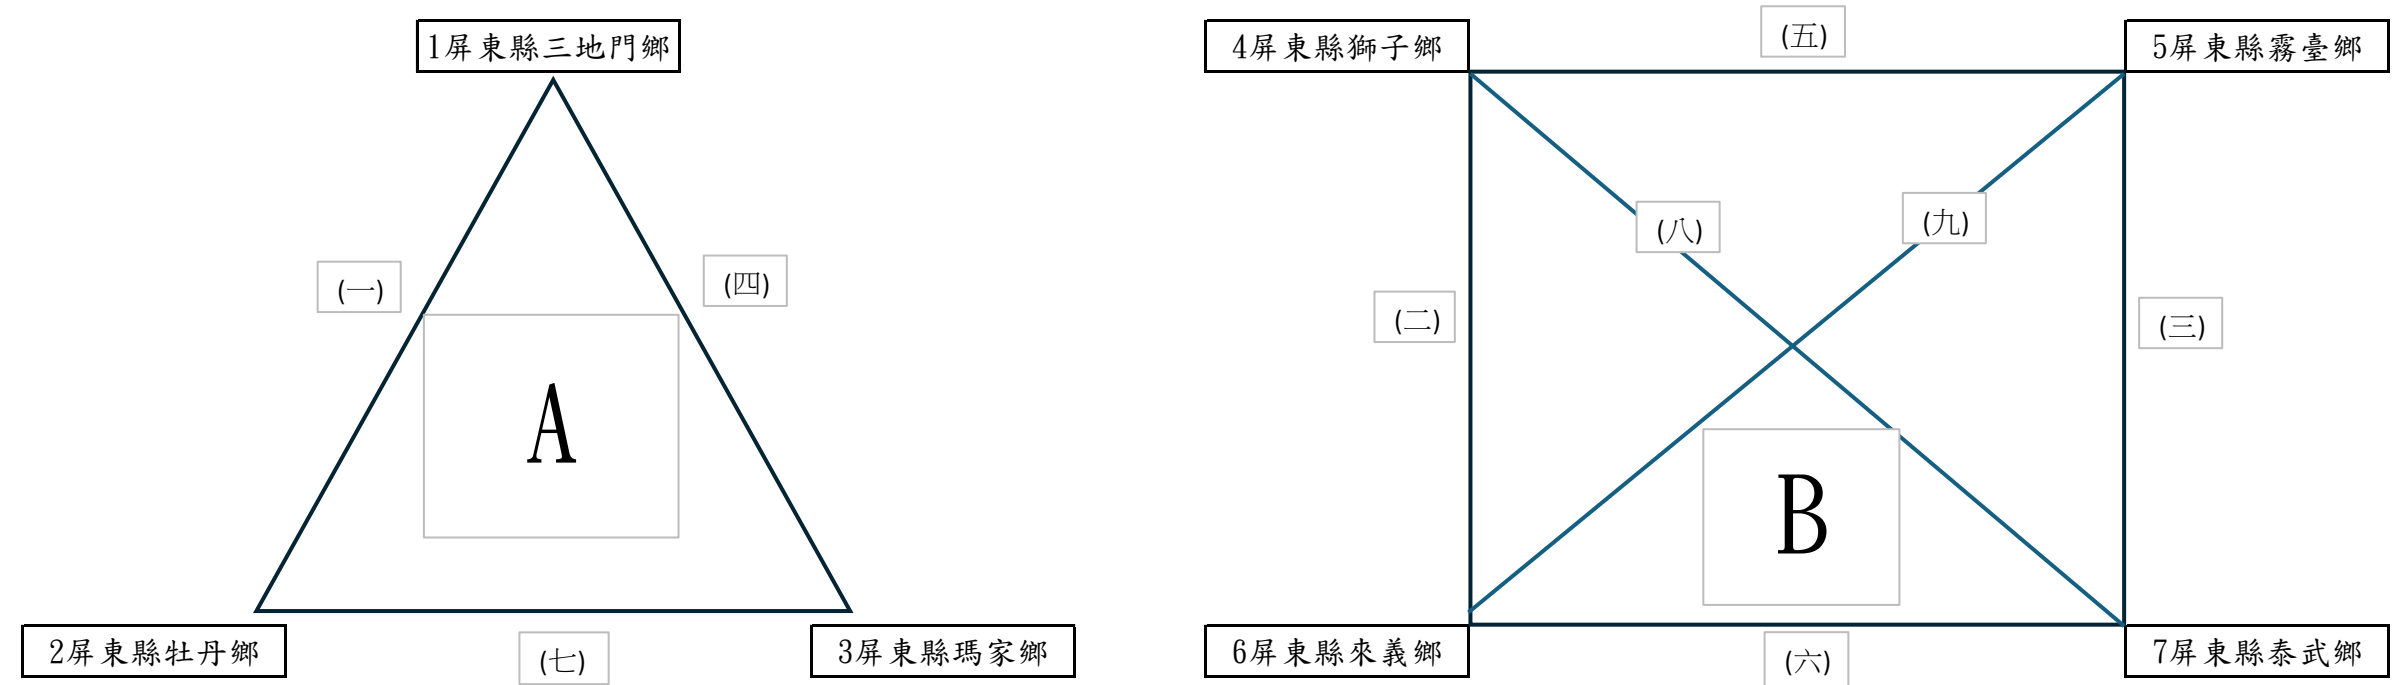 1屏東縣三地門鄉
4屏東縣獅子鄉
(五)
5屏東縣霧臺鄉
(八)
(九)
(一)
(四)
(二)
(三)
A
B
2屏東縣牡丹鄉
(七)
3屏東縣瑪家鄉
6屏東縣來義鄉
(六)
7屏東縣泰武鄉